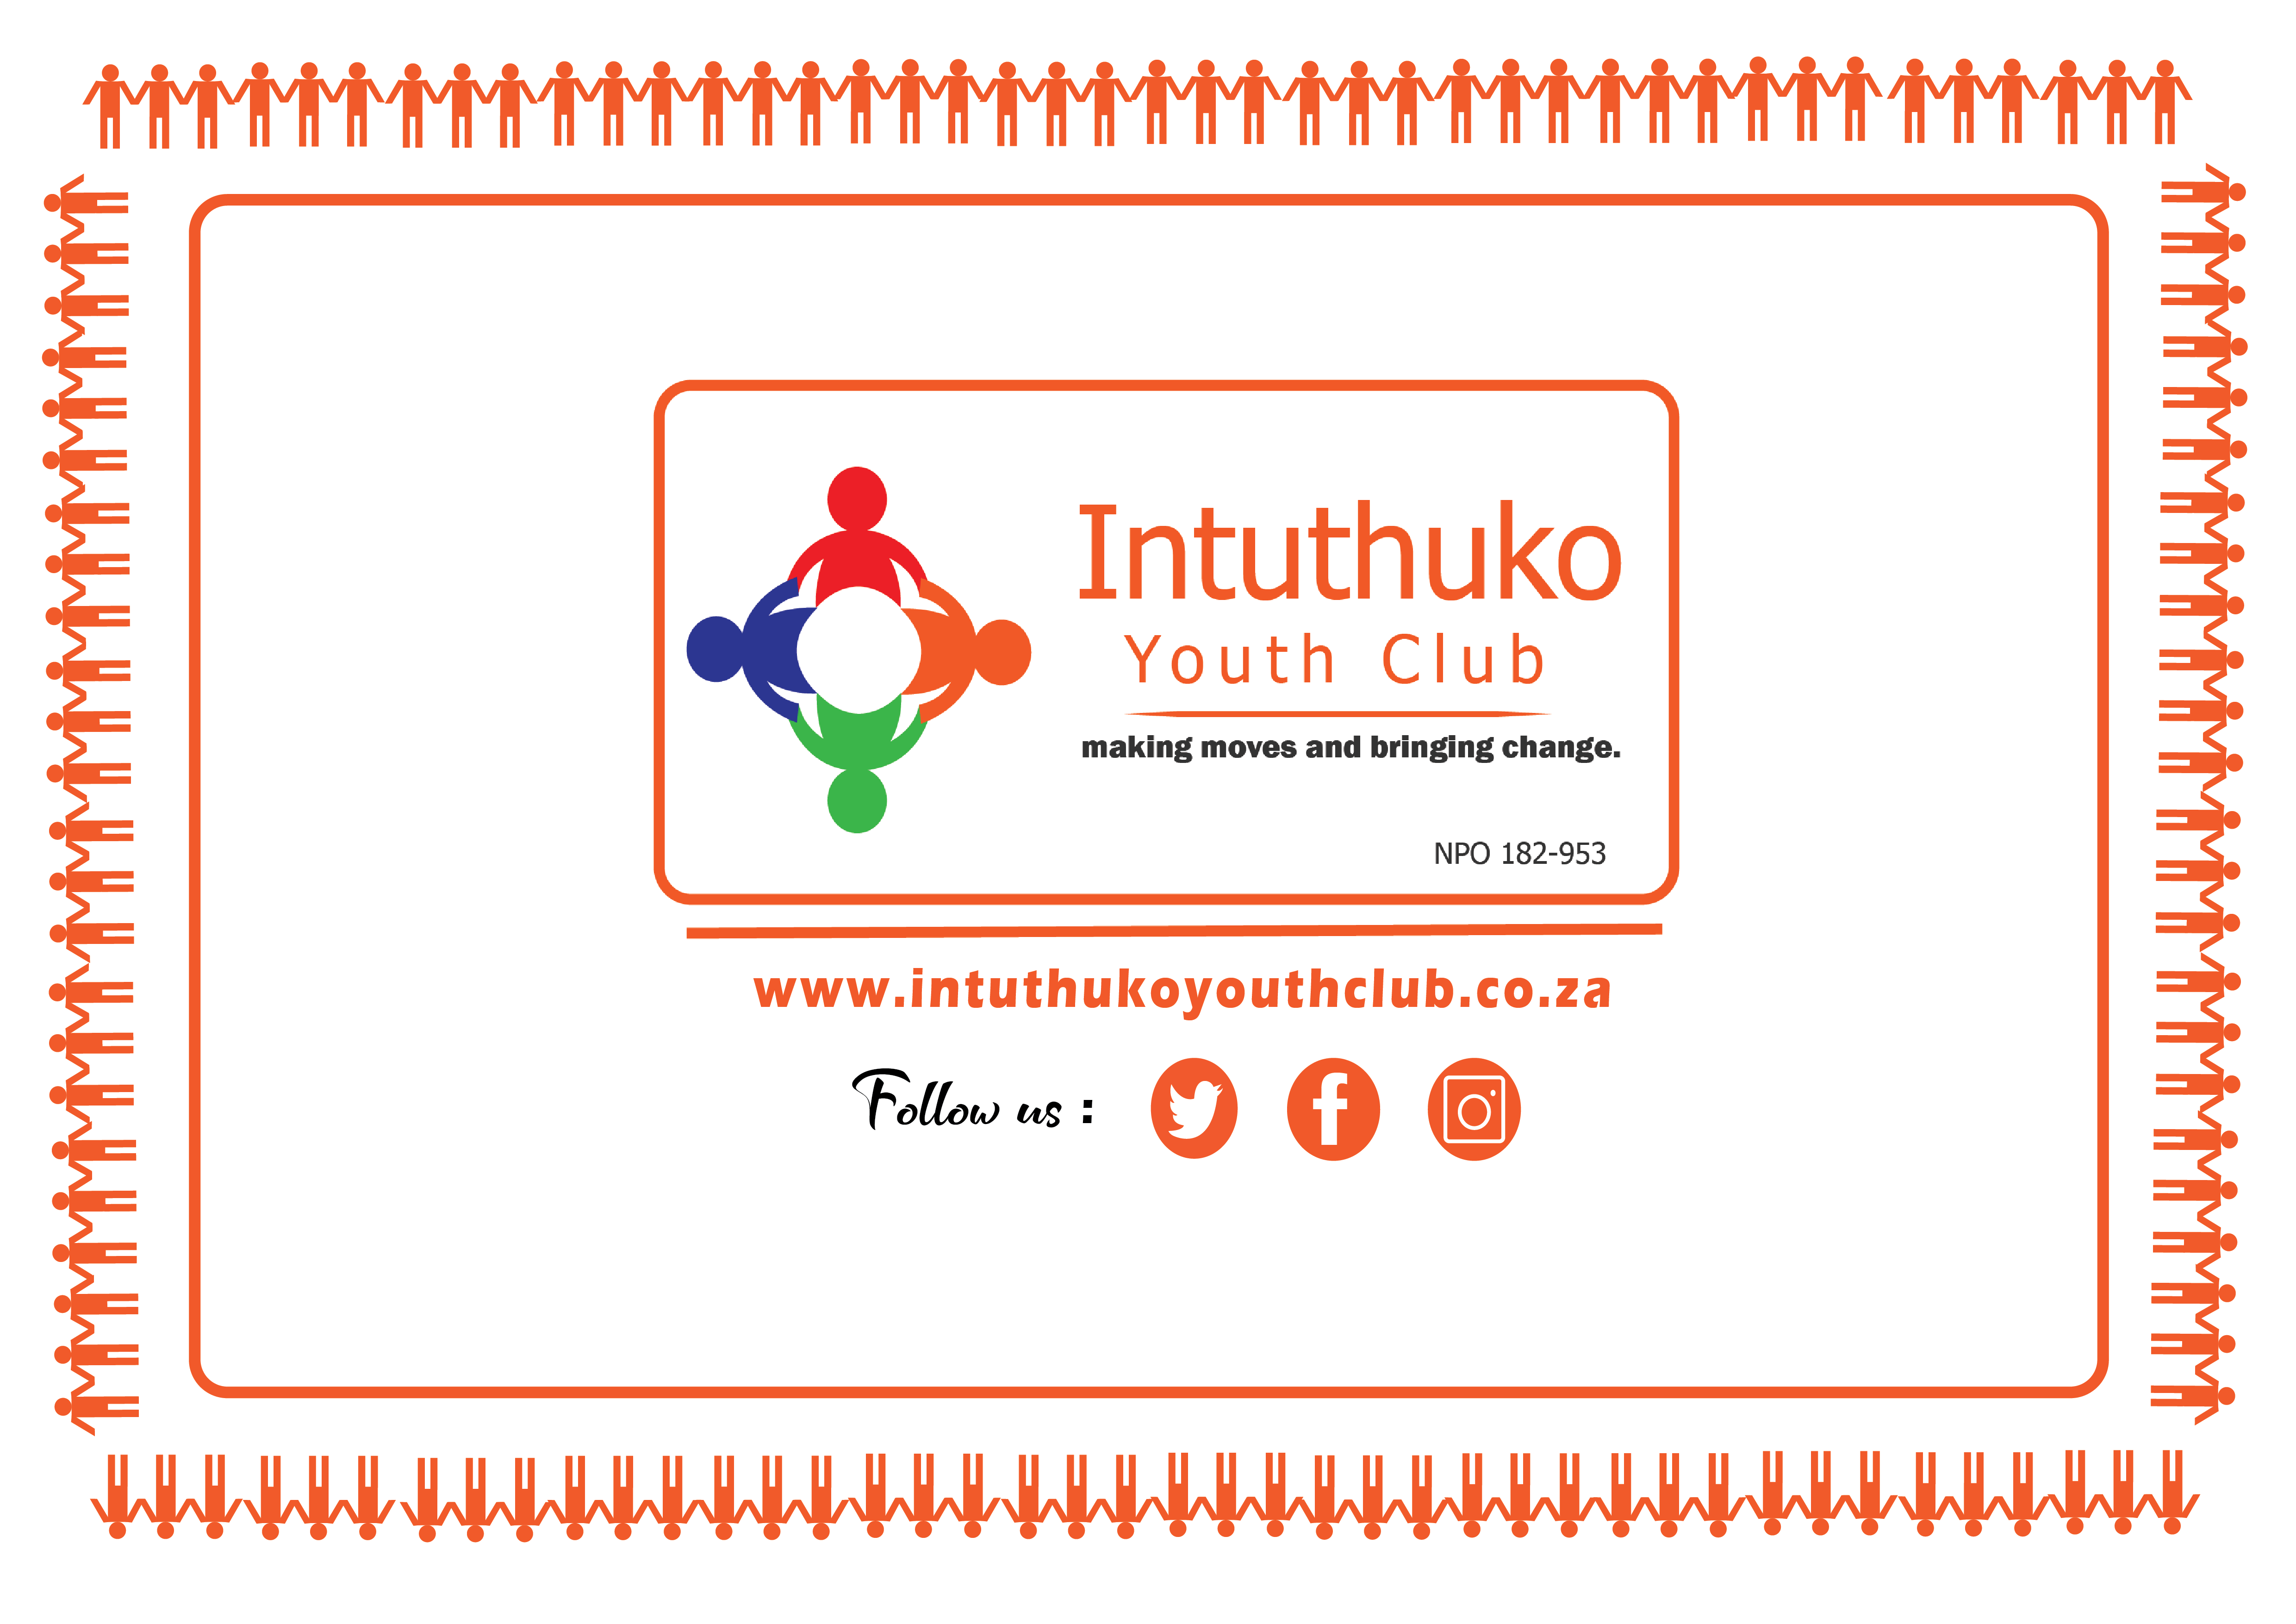 Intuthuko
Youth Club
making moves and bringing change.
NPO 182-953
www.intuthukoyouthclub.co.za
Follow us :